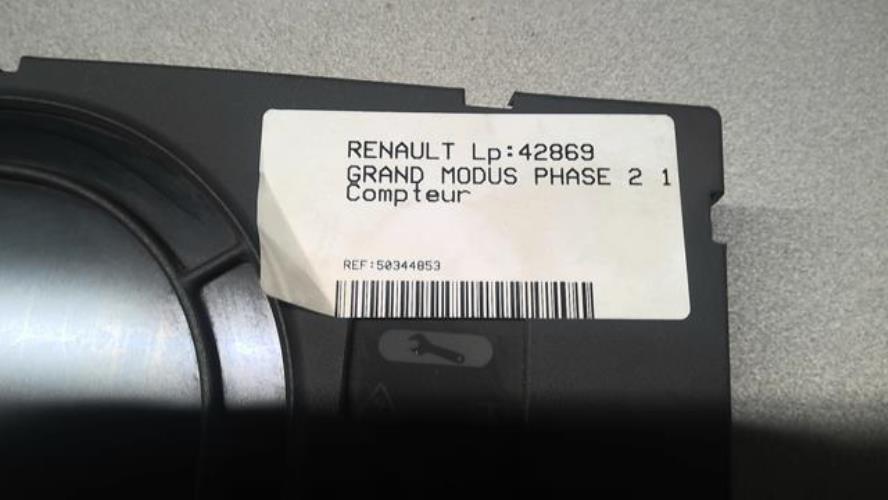 RENAULT Lp:42869
GRAND MODUS PHASE 2 1
Compteur
REF:50344853